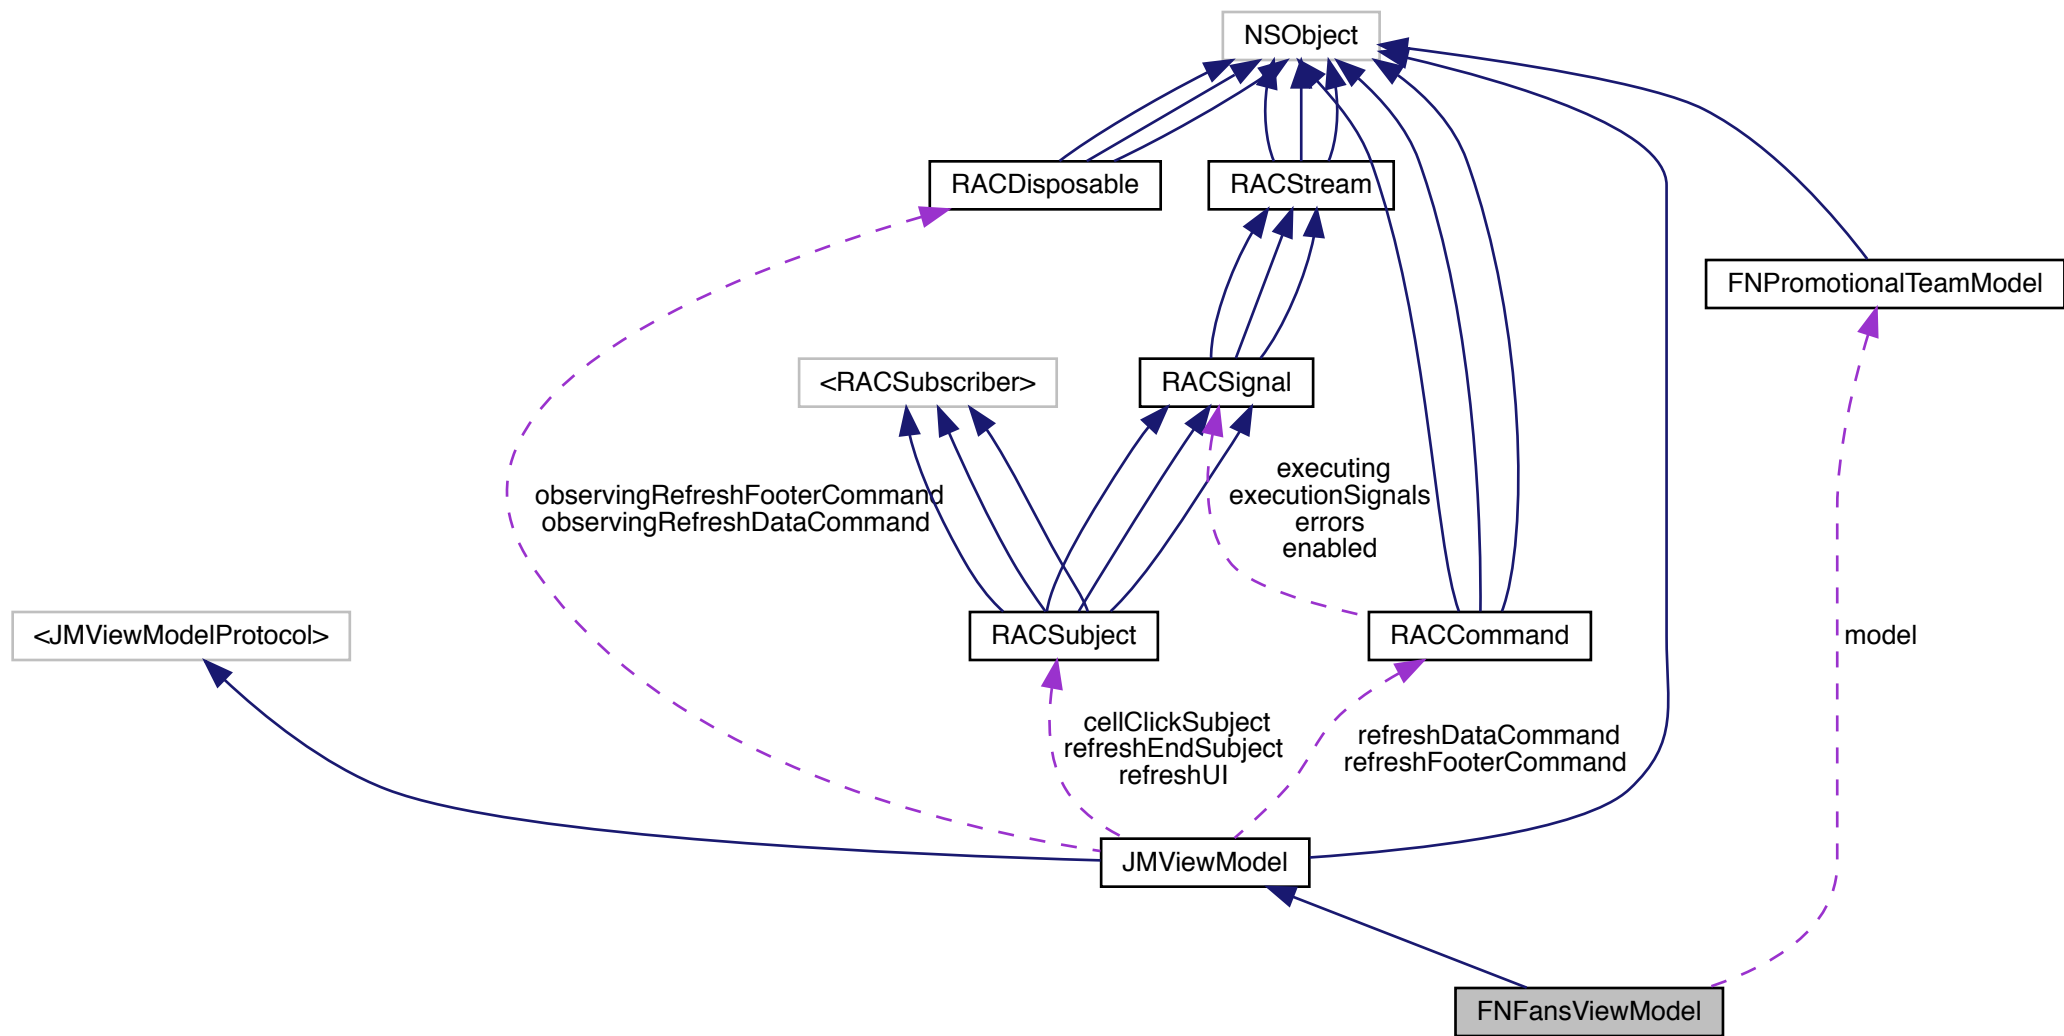 NSObject
RACDisposable
RACStream
FNPromotionalTeamModel
<RACSubscriber>
RACSignal
observingRefreshFooterCommand
observingRefreshDataCommand
executing
executionSignals
errors
enabled
<JMViewModelProtocol>
RACSubject
RACCommand
model
cellClickSubject
refreshEndSubject
refreshUI
refreshDataCommand
refreshFooterCommand
JMViewModel
FNFansViewModel